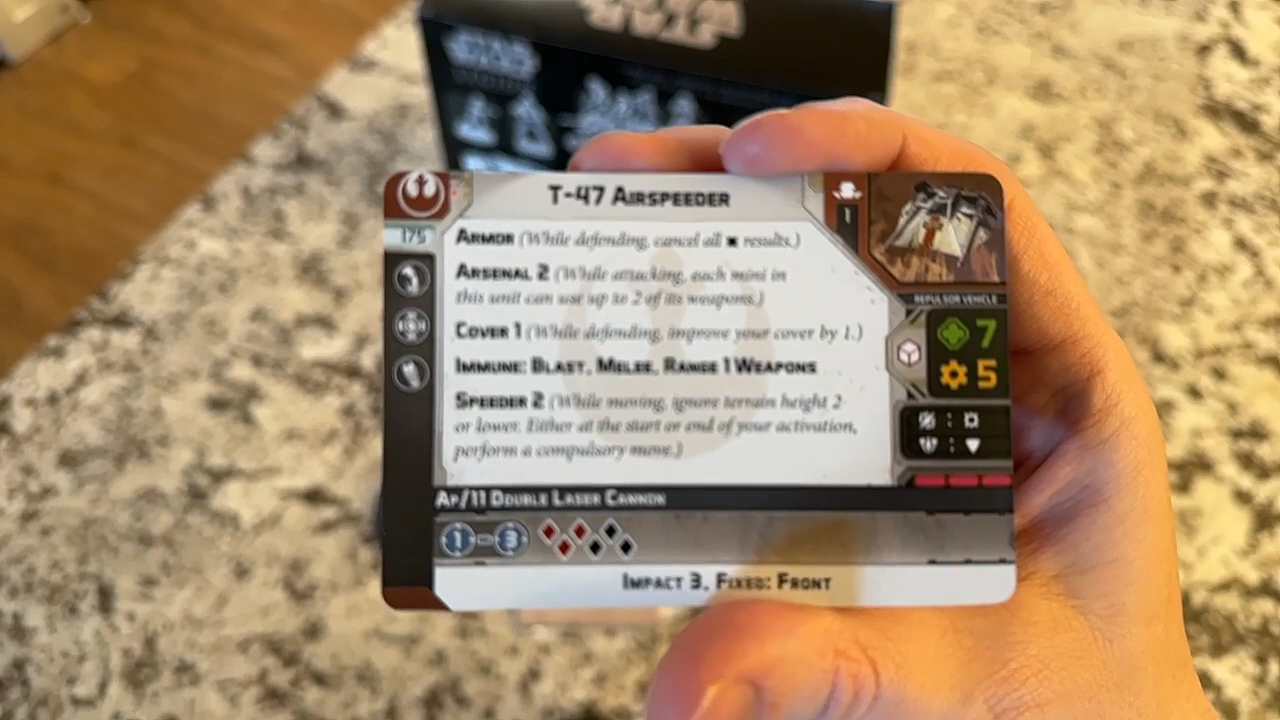 STAR
WARS
STAR
WARS
T-47 AIRSPEEDER
1
175
ARMOR (While defending, cancel all results.)
ARSENAL 2 (While attacking, each mini in
this unit can use up to 2 of its weapons.)
COVER 1 (While defending, improve your cover by 1.)
IMMUNE: BLAST, MELEE, RANGE 1 WEAPONS
SPEEDER 2 (While moving, ignore terrain height 2
or lower. Either at the start or end of your activation,
perform a compulsory move.)
REPULSOR VEHICLE
7
5
: 
:
AP/11 DOUBLE LASER CANNON
1 - 3
IMPACT 3, FIXED: FRONT